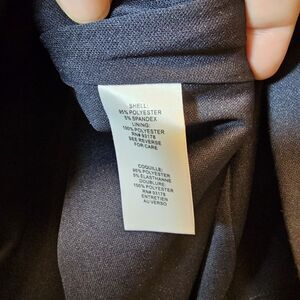 SHELL:
95% POLYESTER
5% SPANDEX
LINING:
100% POLYESTER
RN# 93178
SEE REVERSE
FOR CARE
COQUILLE:
95% POLYESTER
5% ELASTHANNE
DOUBLURE:
100% POLYESTER
RN# 93178
ENTRETIEN
AU VERSO